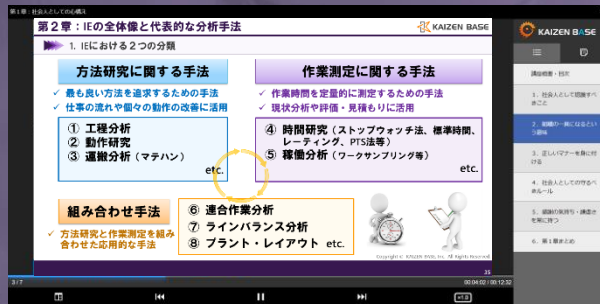 第1章：社会人としての心構え
第２章：IEの全体像と代表的な分析手法
KAIZEN BASE
1. IEにおける２つの分類
方法研究に関する手法
✓ 最も良い方法を追求するための手法
✓ 仕事の流れや個々の動作の改善に活用
① 工程分析
② 動作研究
③ 運搬分析（マテハン）
etc.
作業測定に関する手法
✓ 作業時間を定量的に測定するための手法
✓ 現状分析や評価・見積もりに活用
④ 時間研究（ストップウォッチ法、標準時間、
レーティング、PTS法等）
⑤ 稼働分析（ワークサンプリング等）
etc.
組み合わせ手法
✓ 方法研究と作業測定を組み
合わせた応用的な手法
⑥ 連合作業分析
⑦ ラインバランス分析
⑧ プラント・レイアウト etc.
Copyright © KAIZEN BASE, Inc. All Rights Reserved
25
3 / 7
00:04:02 / 00:12:32
×1.0
KAIZEN BASE
講座概要・目次
1. 社会人として意識すべ
きこと
2. 組織の一員になるとい
う意味
3. 正しいマナーを身に付
ける
4. 社会人としての守るべ
きルール
5. 感謝の気持ち・謙虚さ
を常に持つ
6. 第１章まとめ